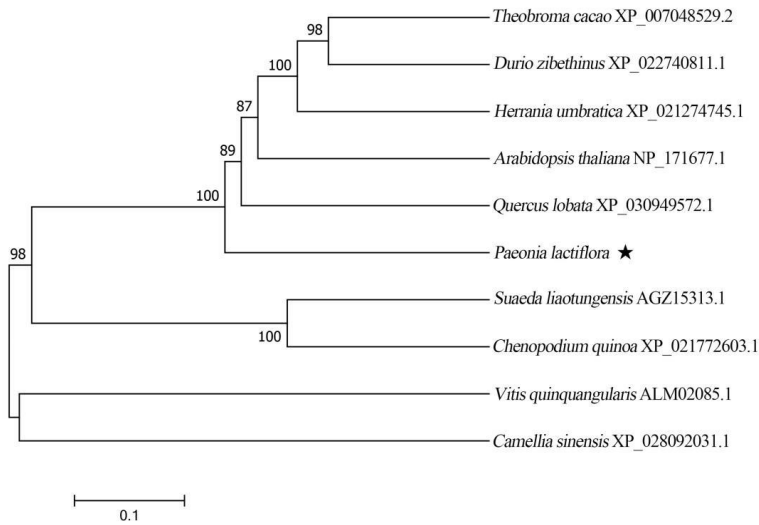 98
Theobroma cacao XP_007048529.2
Durio zibethinus XP_022740811.1
100
Herrania umbratica XP_021274745.1
87
Arabidopsis thaliana NP_171677.1
89
Quercus lobata XP_030949572.1
100
Paeonia lactiflora ★
98
Suaeda liaotungensis AGZ15313.1
100
Chenopodium quinoa XP_021772603.1
Vitis quinquangularis ALM02085.1
Camellia sinensis XP_028092031.1
0.1